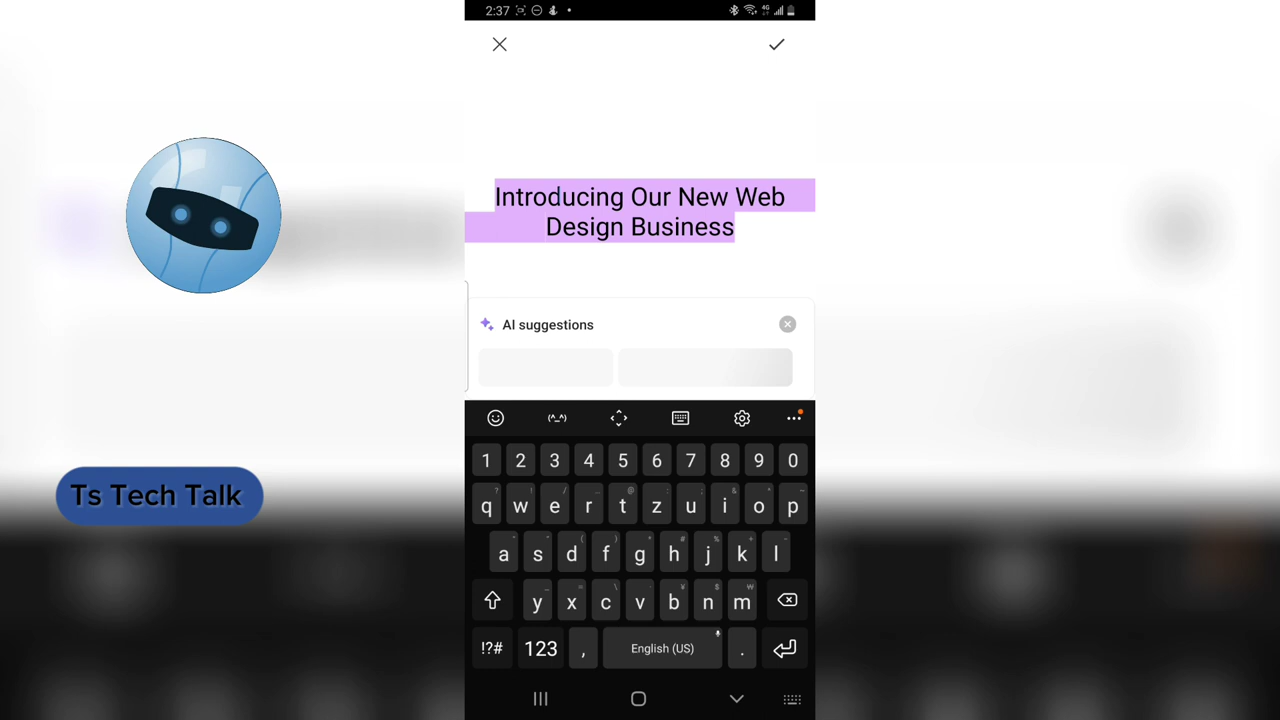 2:37
4G
Introducing Our New Web
Design Business
AI suggestions
Ts Tech Talk
(^_^)
1 2 3 4 5 6 7 8 9 0
q w e r t z u i o p
a s d f g h j k l
y x c v b n m
!?# 123 , English (US) .